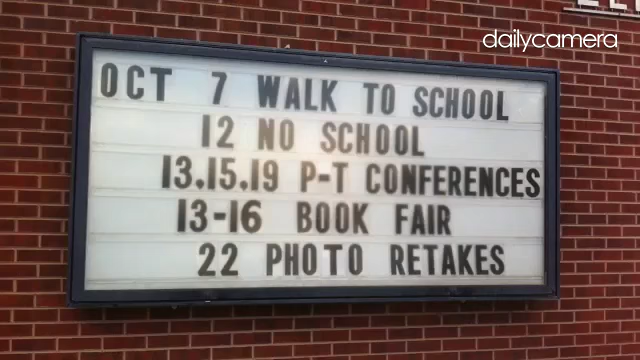 dailycamera
OCT 7 WALK TO SCHOOL
12 NO SCHOOL
13.15.19 P-T CONFERENCES
13-16 BOOK FAIR
22 PHOTO RETAKES